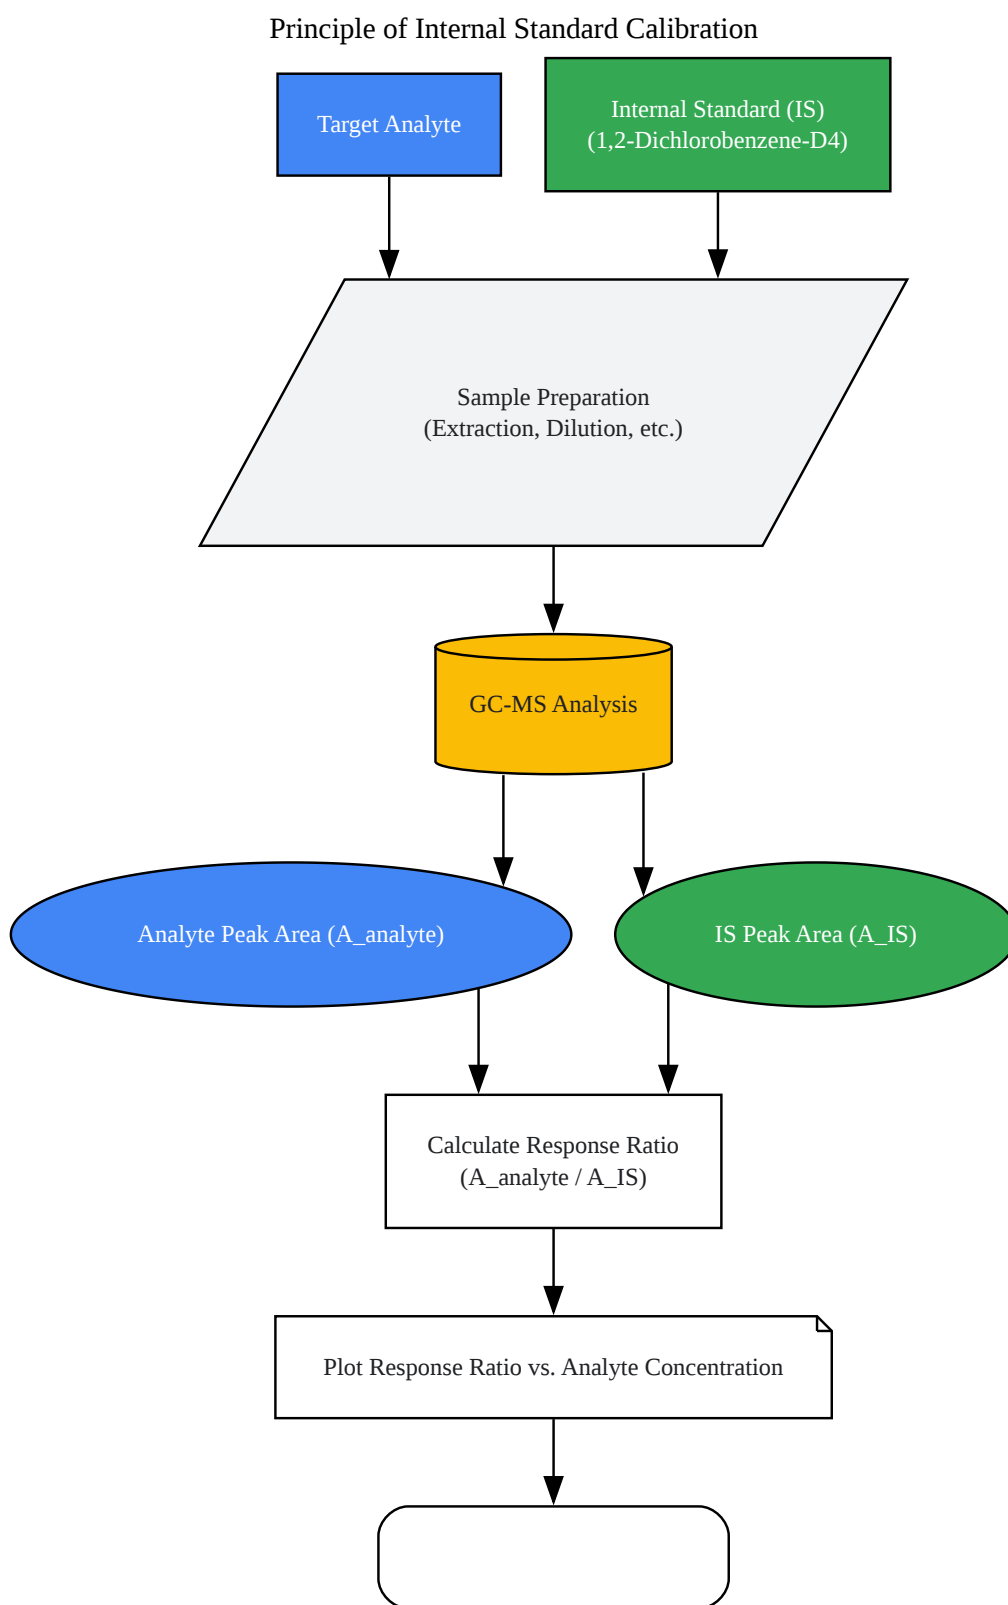 Principle of Internal Standard Calibration
Target Analyte
Internal Standard (IS)
(1,2-Dichlorobenzene-D4)
Sample Preparation
(Extraction, Dilution, etc.)
GC-MS Analysis
Analyte Peak Area (A_analyte)
IS Peak Area (A_IS)
Calculate Response Ratio
(A_analyte / A_IS)
Plot Response Ratio vs. Analyte Concentration